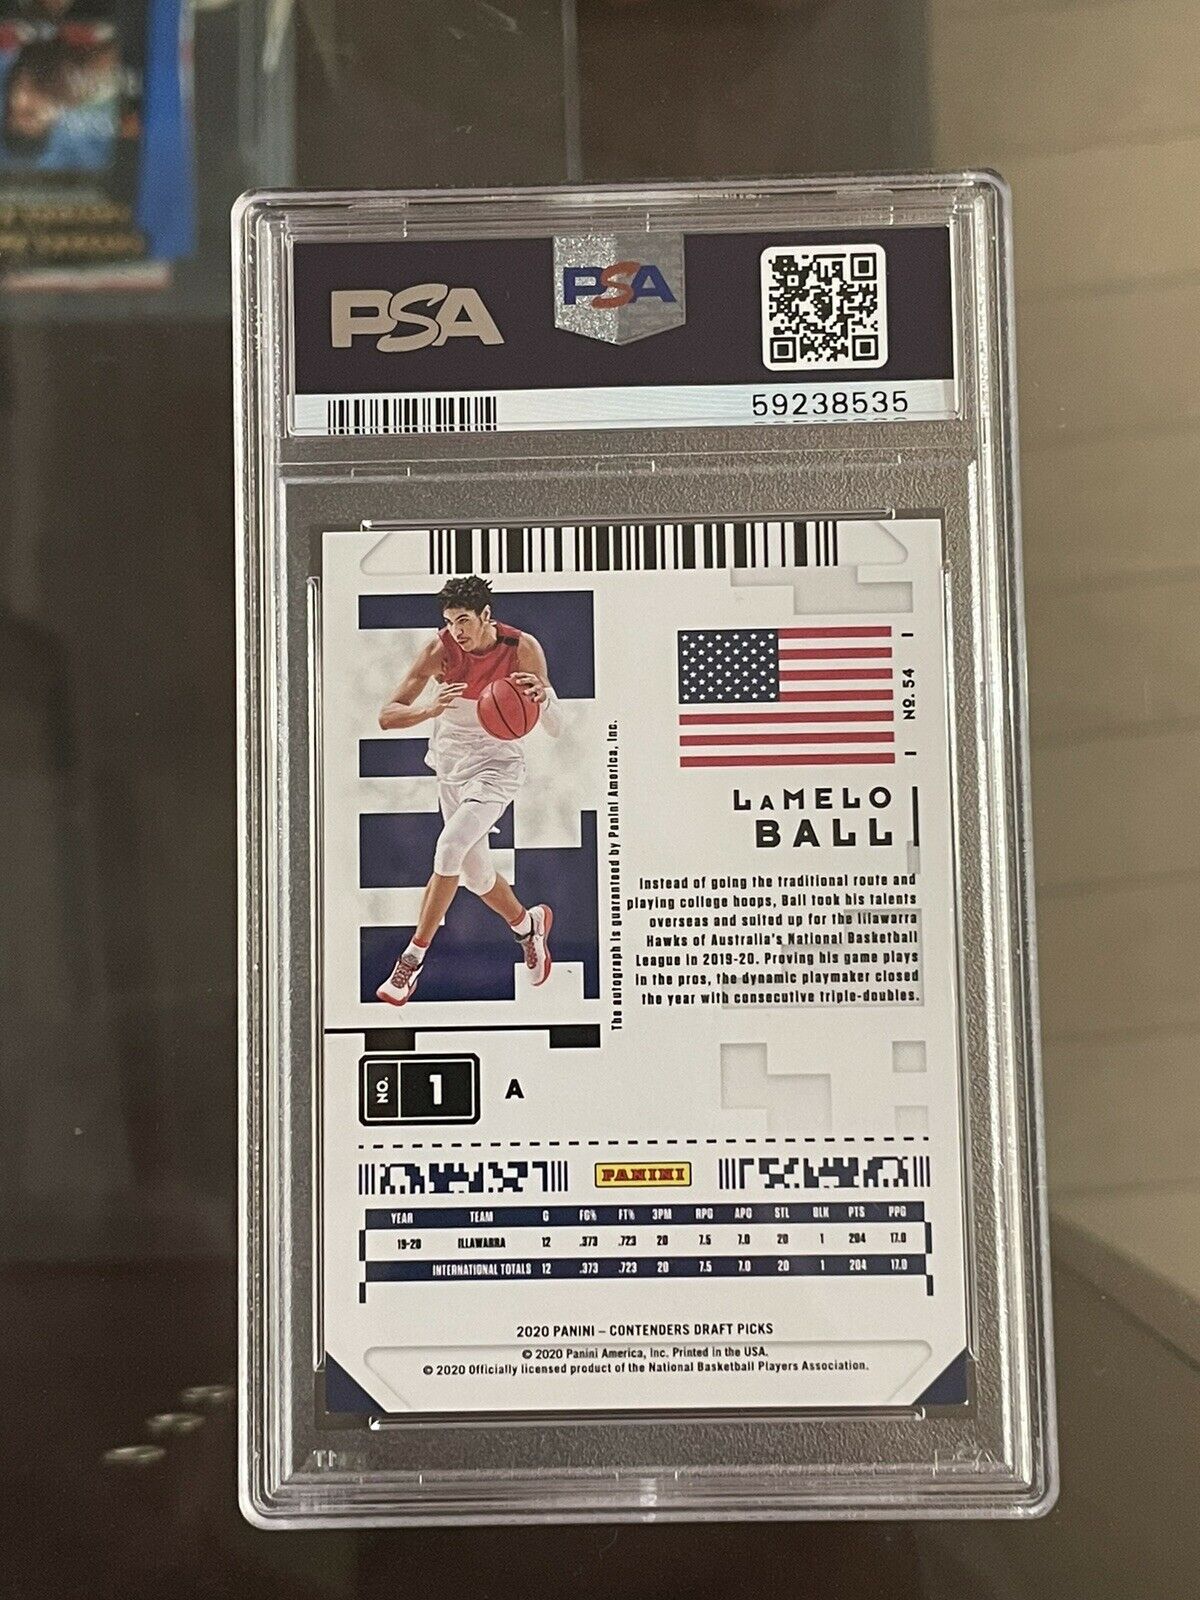 PSA
PSA
59238535
No. 54
LaMELO
BALL
Instead of going the traditional route and
playing college hoops, Ball took his talents
overseas and suited up for the Illawarra
Hawks of Australia's National Basketball
League in 2019-20. Proving his game plays
in the pros, the dynamic playmaker closed
the year with consecutive triple-doubles.
The autograph is guaranteed by Panini America, Inc.
NO. 1 A
PANINI
YEAR TEAM G FG% FT% 3PM RPG APG STL BLK PTS PPG
19-20 ILLAWARRA 12 .373 .723 20 7.5 7.0 20 1 204 17.0
INTERNATIONAL TOTALS 12 .373 .723 20 7.5 7.0 20 1 204 17.0
2020 PANINI – CONTENDERS DRAFT PICKS
© 2020 Panini America, Inc. Printed in the USA.
© 2020 Officially licensed product of the National Basketball Players Association.